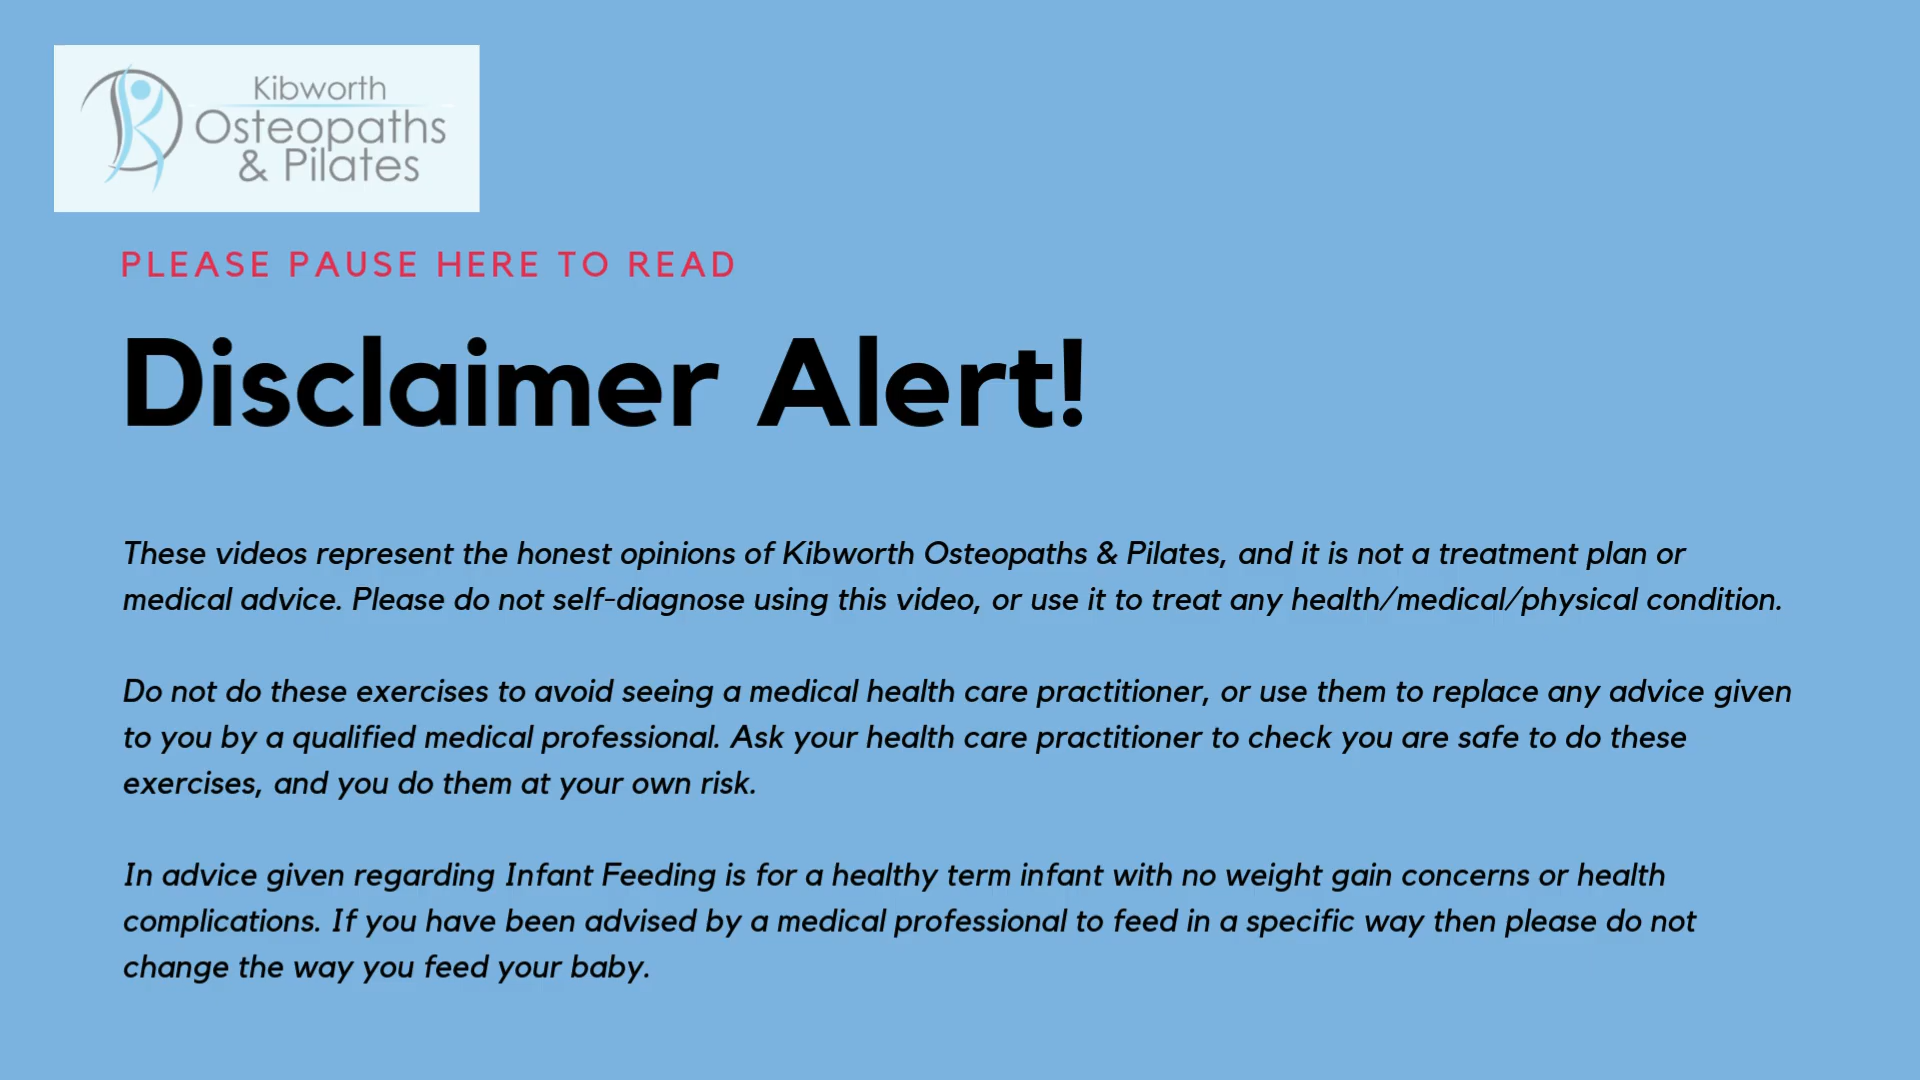 Kibworth
Osteopaths
& Pilates
PLEASE PAUSE HERE TO READ
Disclaimer Alert!
These videos represent the honest opinions of Kibworth Osteopaths & Pilates, and it is not a treatment plan or
medical advice. Please do not self-diagnose using this video, or use it to treat any health/medical/physical condition.
Do not do these exercises to avoid seeing a medical health care practitioner, or use them to replace any advice given
to you by a qualified medical professional. Ask your health care practitioner to check you are safe to do these
exercises, and you do them at your own risk.
In advice given regarding Infant Feeding is for a healthy term infant with no weight gain concerns or health
complications. If you have been advised by a medical professional to feed in a specific way then please do not
change the way you feed your baby.